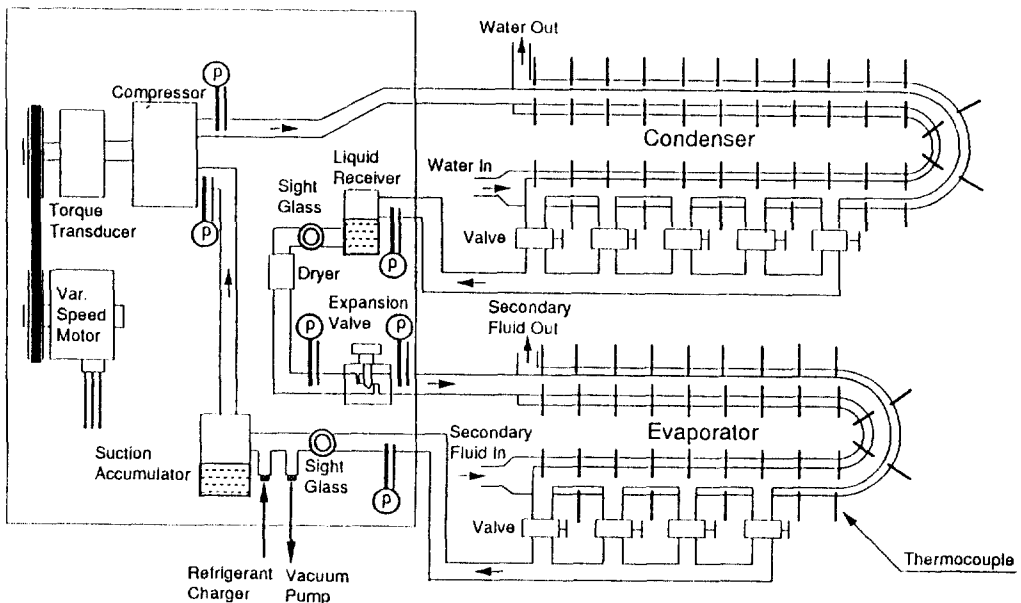 Water Out
P
Compressor
Condenser
Liquid
Receiver
Water In
Sight
Glass
Torque
Transducer
P
Valve
P
Dryer
Var.
Speed
Motor
Expansion
Valve
Secondary
Fluid Out
P
P
Evaporator
Secondary
Fluid In
Suction
Accumulator
Sight
Glass
P
Valve
Thermocouple
Refrigerant
Charger
Vacuum
Pump